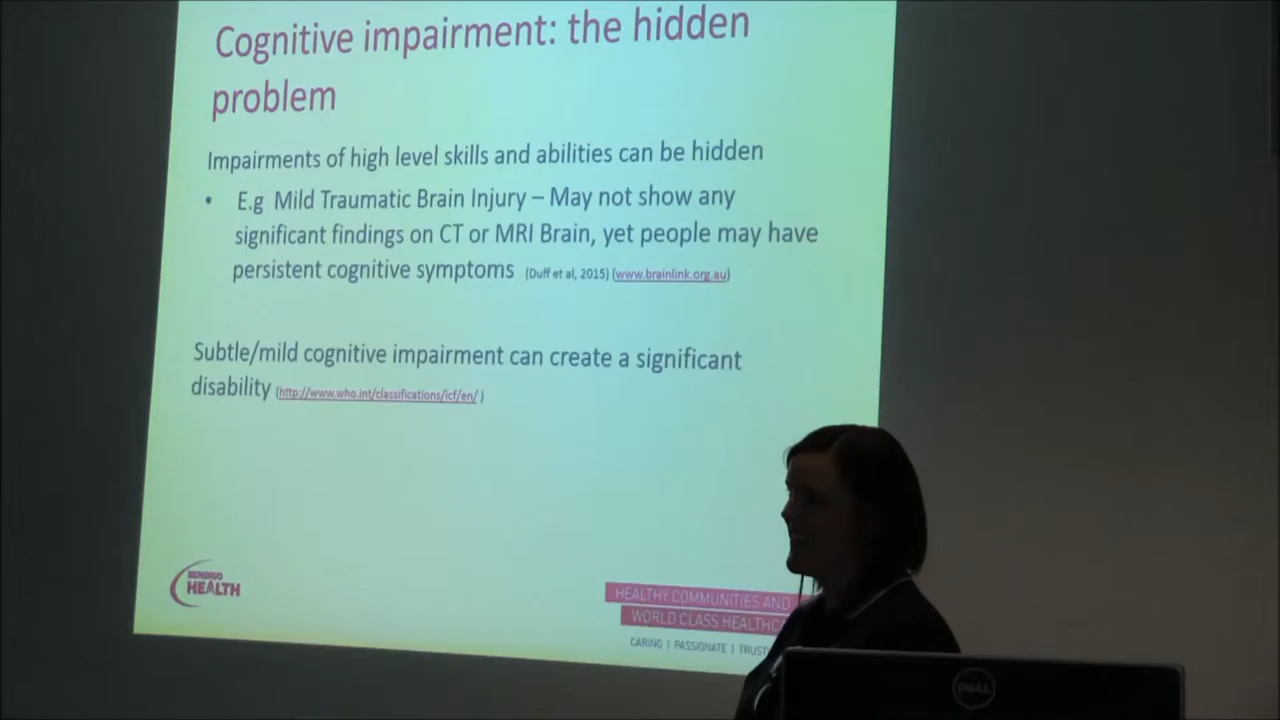 Cognitive impairment: the hidden
problem
Impairments of high level skills and abilities can be hidden
• E.g Mild Traumatic Brain Injury – May not show any
significant findings on CT or MRI Brain, yet people may have
persistent cognitive symptoms (Duff et al, 2015) (www.brainlink.org.au)
Subtle/mild cognitive impairment can create a significant
disability (http://www.who.int/classifications/icf/en/ )
BENDIGO
HEALTH
HEALTHY COMMUNITIES AND
WORLD CLASS HEALTHC
CARING | PASSIONATE | TRUST
DELL